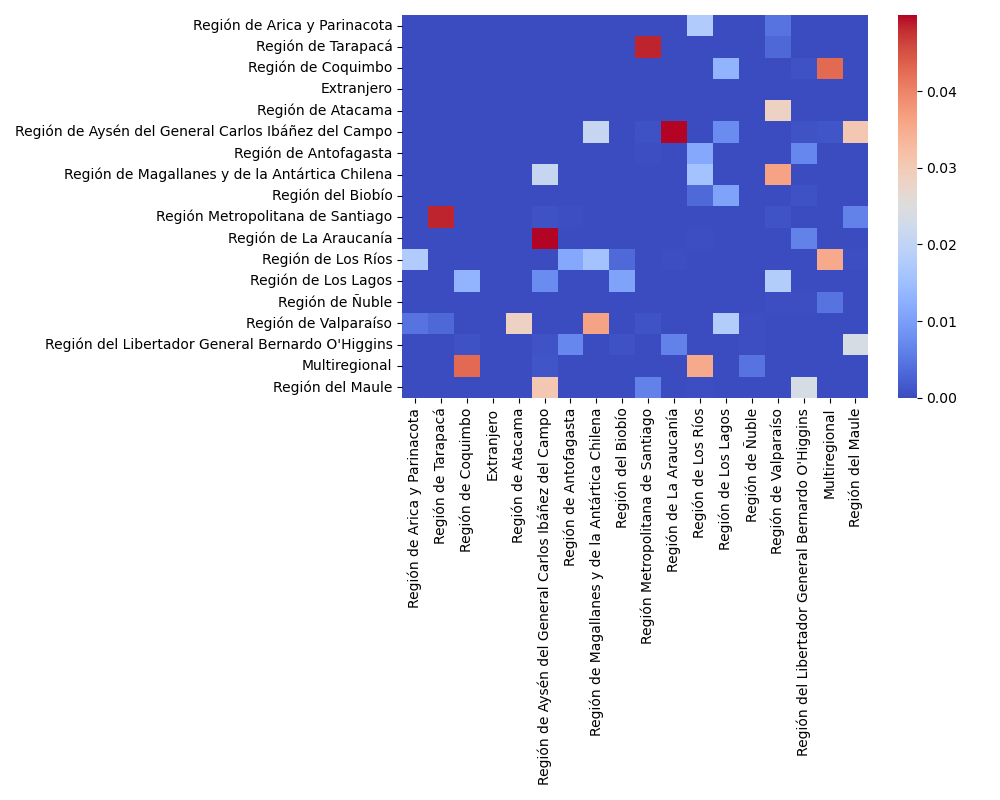 Región de Arica y Parinacota
Región de Tarapacá
Región de Coquimbo
Extranjero
Región de Atacama
Región de Aysén del General Carlos Ibáñez del Campo
Región de Antofagasta
Región de Magallanes y de la Antártica Chilena
Región del Biobío
Región Metropolitana de Santiago
Región de La Araucanía
Región de Los Ríos
Región de Los Lagos
Región de Ñuble
Región de Valparaíso
Región del Libertador General Bernardo O'Higgins
Multiregional
Región del Maule
0.04
0.03
0.02
0.01
0.00
Región de Arica y Parinacota
Región de Tarapacá
Región de Coquimbo
Extranjero
Región de Atacama
Región de Aysén del General Carlos Ibáñez del Campo
Región de Antofagasta
Región de Magallanes y de la Antártica Chilena
Región del Biobío
Región Metropolitana de Santiago
Región de La Araucanía
Región de Los Ríos
Región de Los Lagos
Región de Ñuble
Región de Valparaíso
Región del Libertador General Bernardo O'Higgins
Multiregional
Región del Maule